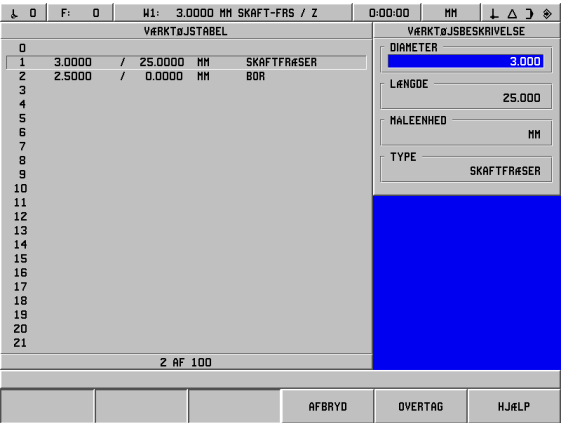 0 F: 0 W1: 3.0000 MM SKAFT-FRS / Z 0:00:00 MM
VÆRKTØJSTABEL
0
1 3.0000 / 25.0000 MM SKAFTFRÆSER
2 2.5000 / 0.0000 MM BOR
3
4
5
6
7
8
9
10
11
12
13
14
15
16
17
18
19
20
21
2 AF 100
VÆRKTØJSBESKRIVELSE
DIAMETER
3.000
LÆNGDE
25.000
MALEENHED
MM
TYPE
SKAFTFRÆSER
AFBRYD OVERTAG HJÆLP